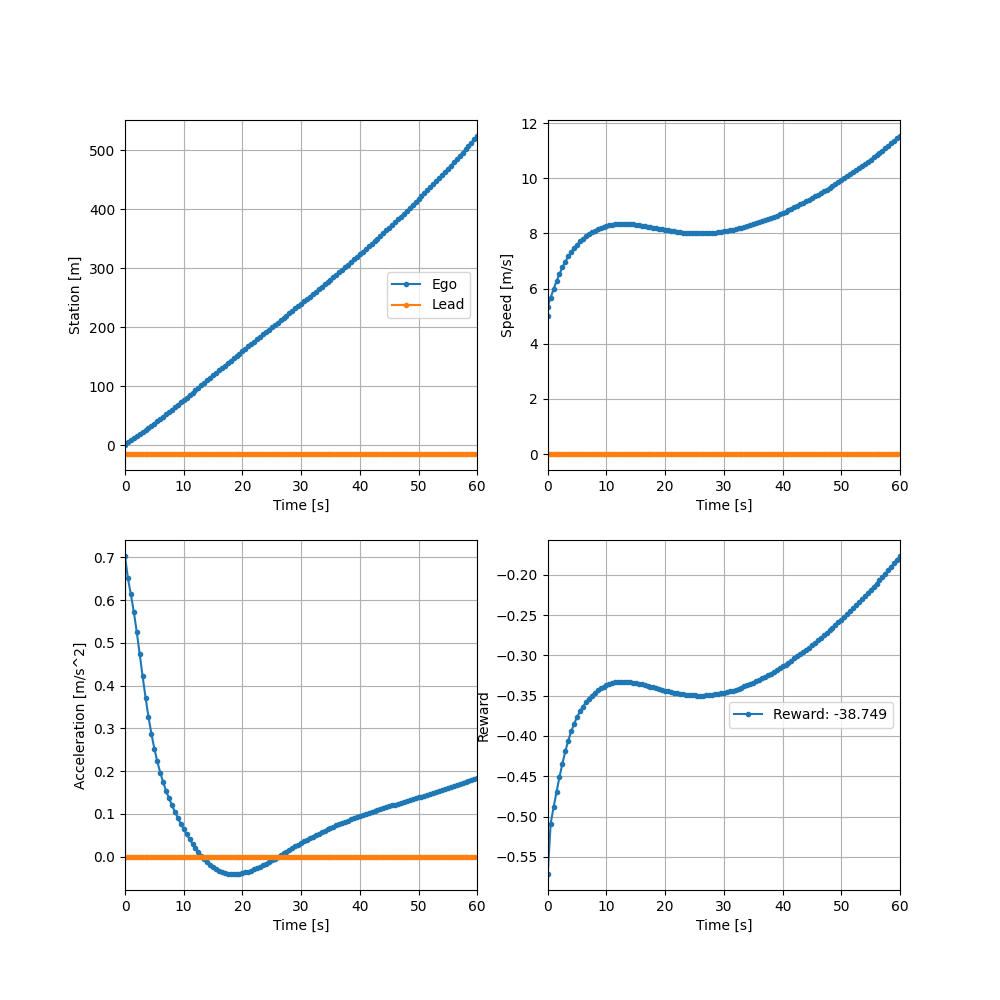 500
400
300
200
100
0
Station [m]
Ego
Lead
0 10 20 30 40 50 60
Time [s]
12
10
8
6
4
2
0
Speed [m/s]
0 10 20 30 40 50 60
Time [s]
0.7
0.6
0.5
0.4
0.3
0.2
0.1
0.0
Acceleration [m/s^2]
0 10 20 30 40 50 60
Time [s]
−0.20
−0.25
−0.30
−0.35
−0.40
−0.45
−0.50
−0.55
Reward
Reward: -38.749
0 10 20 30 40 50 60
Time [s]